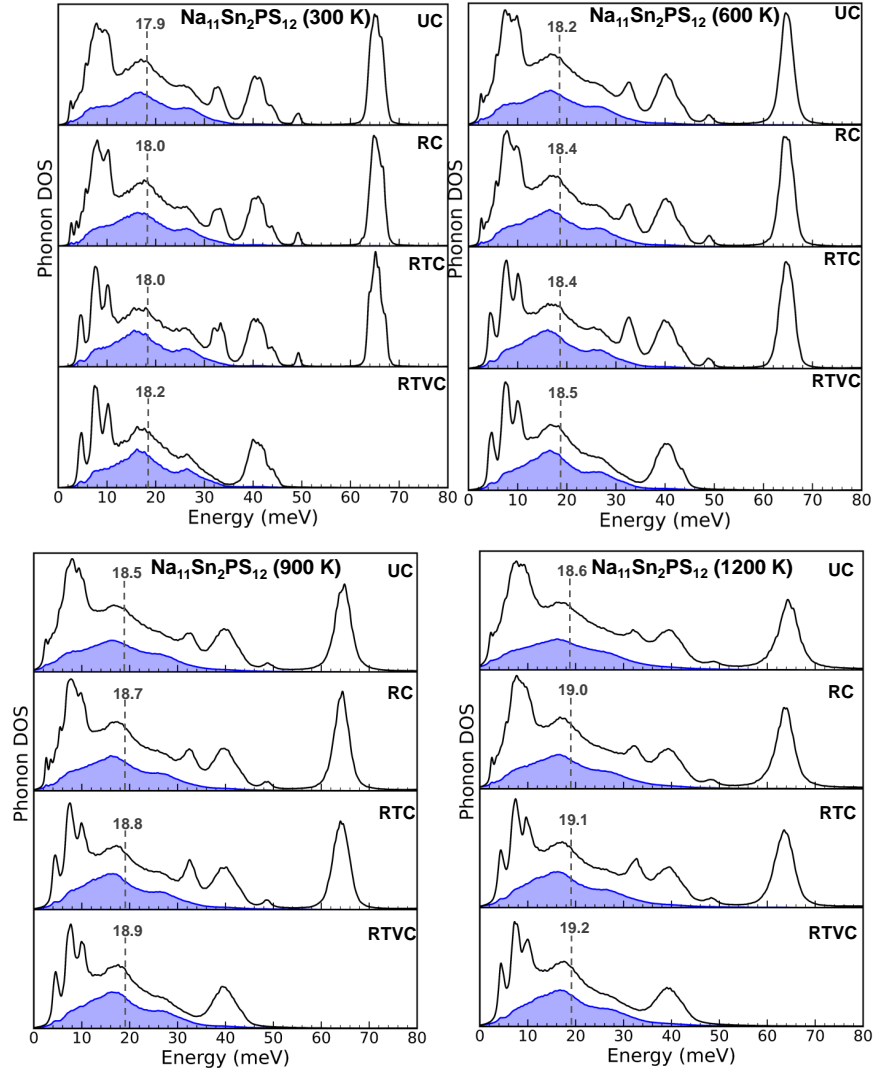 Na₁₁Sn₂PS₁₂ (300 K)
UC
17.9
RC
18.0
RTC
18.0
RTVC
18.2
Phonon DOS
0 10 20 30 40 50 60 70 80
Energy (meV)
Na₁₁Sn₂PS₁₂ (600 K)
UC
18.2
RC
18.4
RTC
18.4
RTVC
18.5
Phonon DOS
0 10 20 30 40 50 60 70 80
Energy (meV)
Na₁₁Sn₂PS₁₂ (900 K)
UC
18.5
RC
18.7
RTC
18.8
RTVC
18.9
Phonon DOS
0 10 20 30 40 50 60 70 80
Energy (meV)
Na₁₁Sn₂PS₁₂ (1200 K)
UC
18.6
RC
19.0
RTC
19.1
RTVC
19.2
Phonon DOS
0 10 20 30 40 50 60 70 80
Energy (meV)